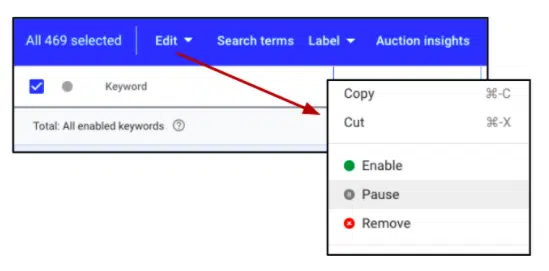 All 469 selected Edit Search terms Label Auction insights
Keyword
Total: All enabled keywords ?
Copy ⌘-C
Cut ⌘-X
Enable
Pause
Remove